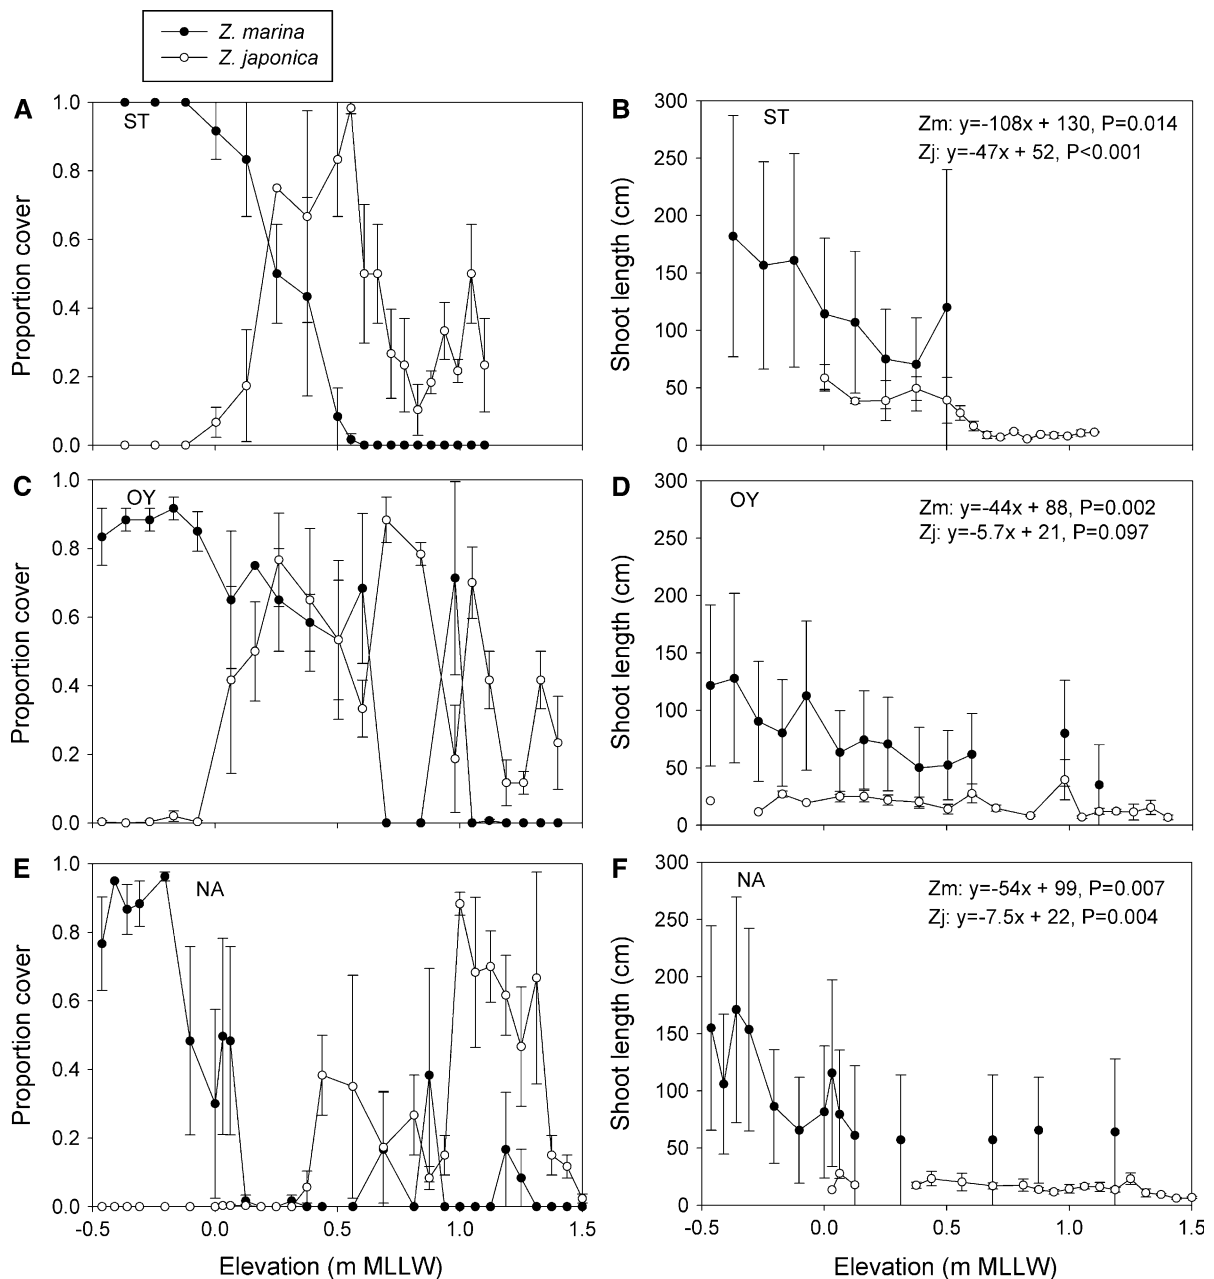 Z. marina
Z. japonica
A
ST
1.0
0.8
0.6
0.4
0.2
0.0
Proportion cover
B
ST
Zm: y=-108x + 130, P=0.014
Zj: y=-47x + 52, P<0.001
300
250
200
150
100
50
0
Shoot length (cm)
C
OY
1.0
0.8
0.6
0.4
0.2
0.0
Proportion cover
D
OY
Zm: y=-44x + 88, P=0.002
Zj: y=-5.7x + 21, P=0.097
300
250
200
150
100
50
0
Shoot length (cm)
E
NA
1.0
0.8
0.6
0.4
0.2
0.0
Proportion cover
-0.5 0.0 0.5 1.0 1.5
Elevation (m MLLW)
F
NA
Zm: y=-54x + 99, P=0.007
Zj: y=-7.5x + 22, P=0.004
300
250
200
150
100
50
0
Shoot length (cm)
-0.5 0.0 0.5 1.0 1.5
Elevation (m MLLW)